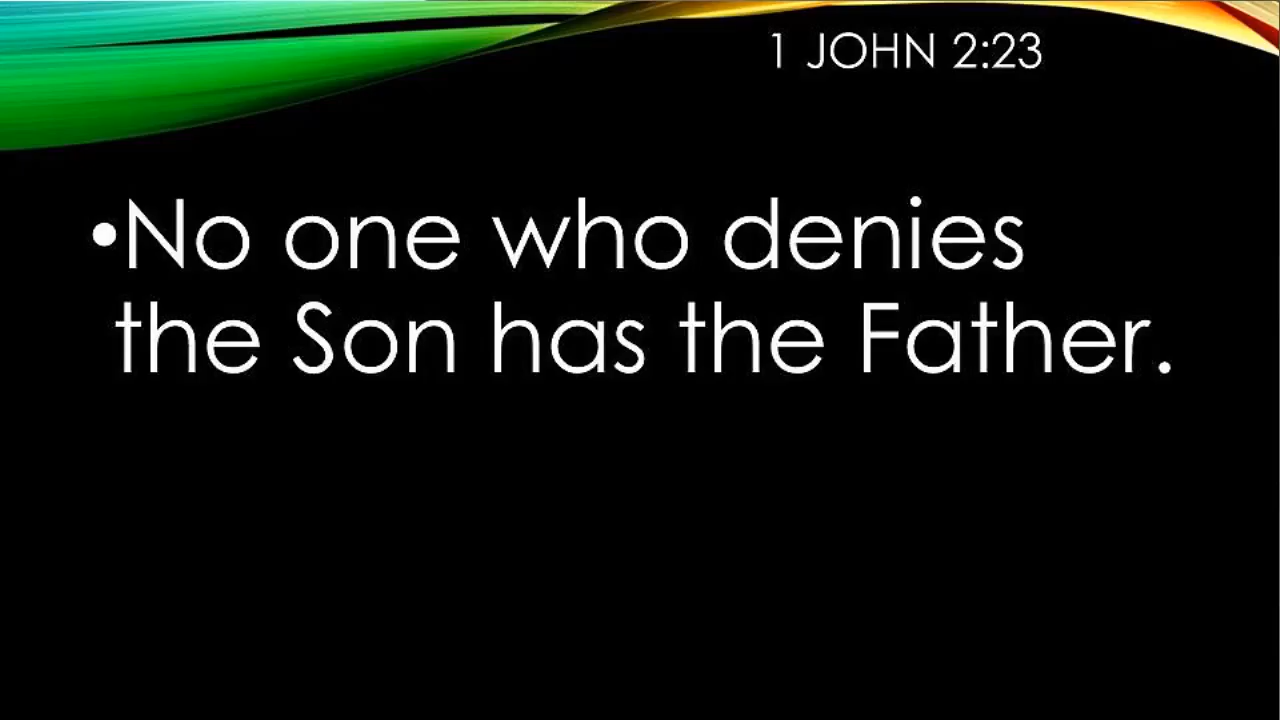 1 JOHN 2:23
•No one who denies
the Son has the Father.